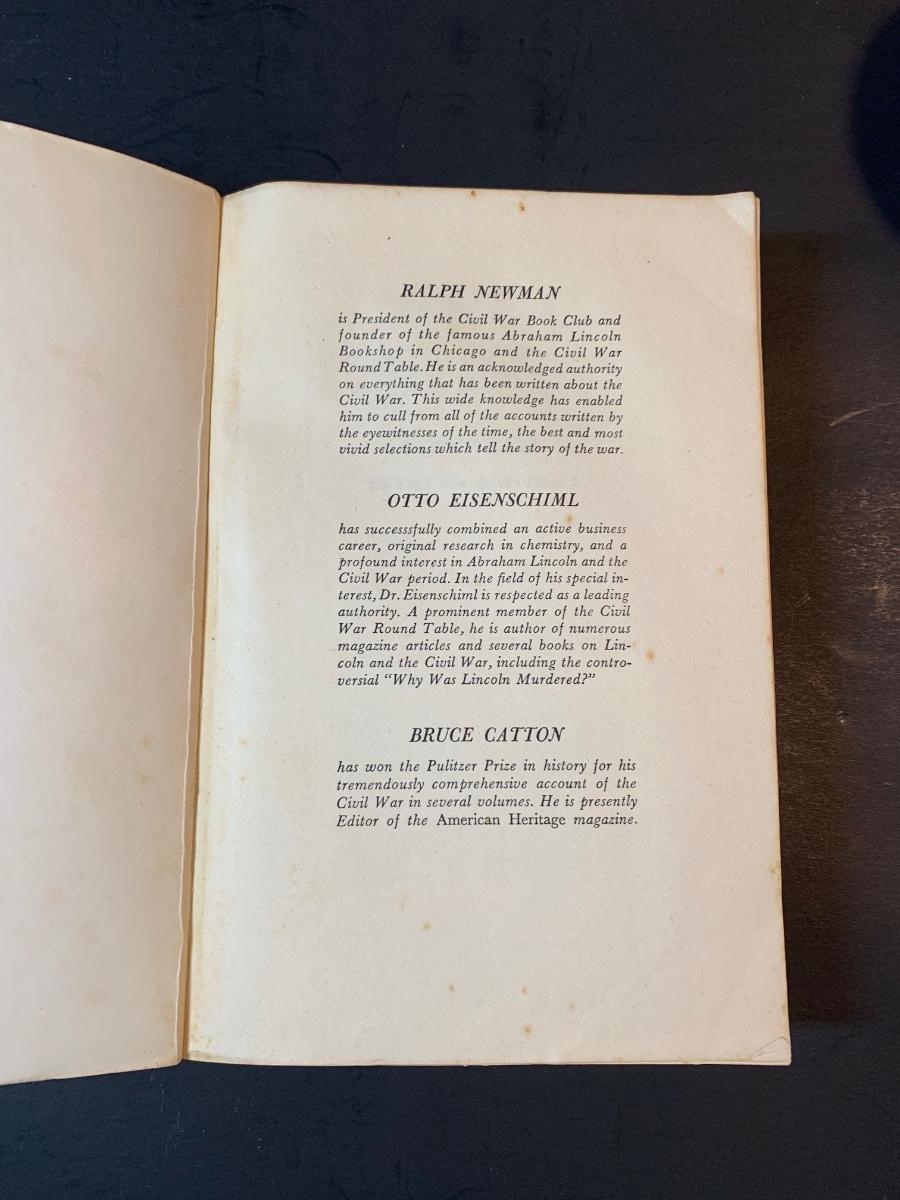 RALPH NEWMAN
is President of the Civil War Book Club and
founder of the famous Abraham Lincoln
Bookshop in Chicago and the Civil War
Round Table. He is an acknowledged authority
on everything that has been written about the
Civil War. This wide knowledge has enabled
him to cull from all of the accounts written by
the eyewitnesses of the time, the best and most
vivid selections which tell the story of the war.
OTTO EISENSCHIML
has successsfully combined an active business
career, original research in chemistry, and a
profound interest in Abraham Lincoln and the
Civil War period. In the field of his special in-
terest, Dr. Eisenschiml is respected as a leading
authority. A prominent member of the Civil
War Round Table, he is author of numerous
magazine articles and several books on Lin-
coln and the Civil War, including the contro-
versial "Why Was Lincoln Murdered?"
BRUCE CATTON
has won the Pulitzer Prize in history for his
tremendously comprehensive account of the
Civil War in several volumes. He is presently
Editor of the American Heritage magazine.